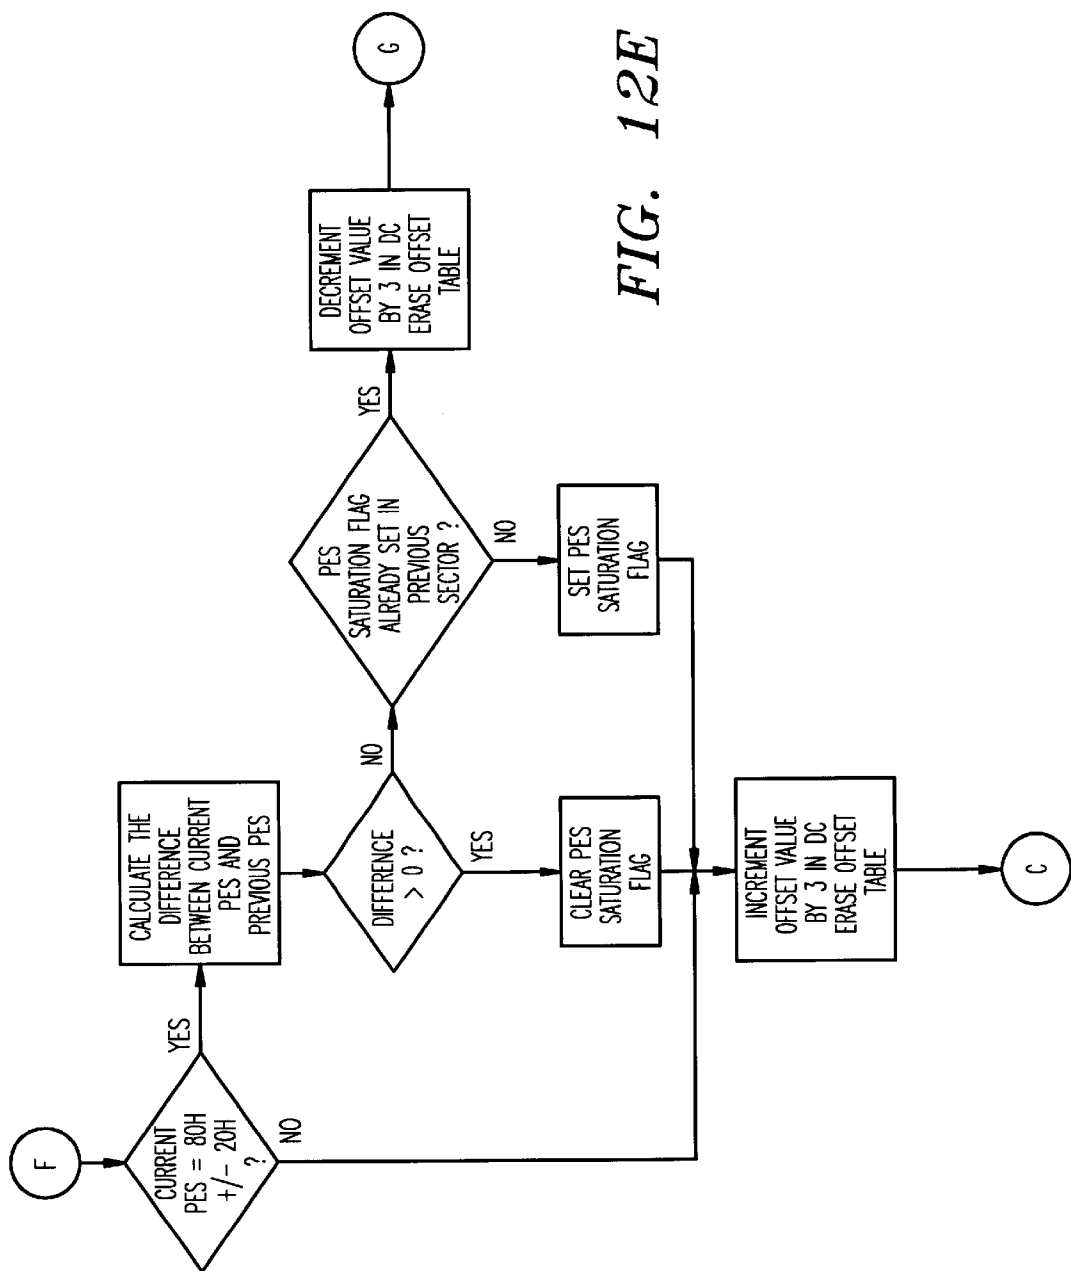 F
CURRENT
PES = 80H
+/- 20H
?
YES
NO
CALCULATE THE
DIFFERENCE
BETWEEN CURRENT
PES AND
PREVIOUS PES
DIFFERENCE
> 0 ?
NO
YES
CLEAR PES
SATURATION
FLAG
PES
SATURATION FLAG
ALREADY SET IN
PREVIOUS
SECTOR ?
YES
NO
SET PES
SATURATION
FLAG
DECREMENT
OFFSET VALUE
BY 3 IN DC
ERASE OFFSET
TABLE
G
INCREMENT
OFFSET VALUE
BY 3 IN DC
ERASE OFFSET
TABLE
C
FIG. 12E